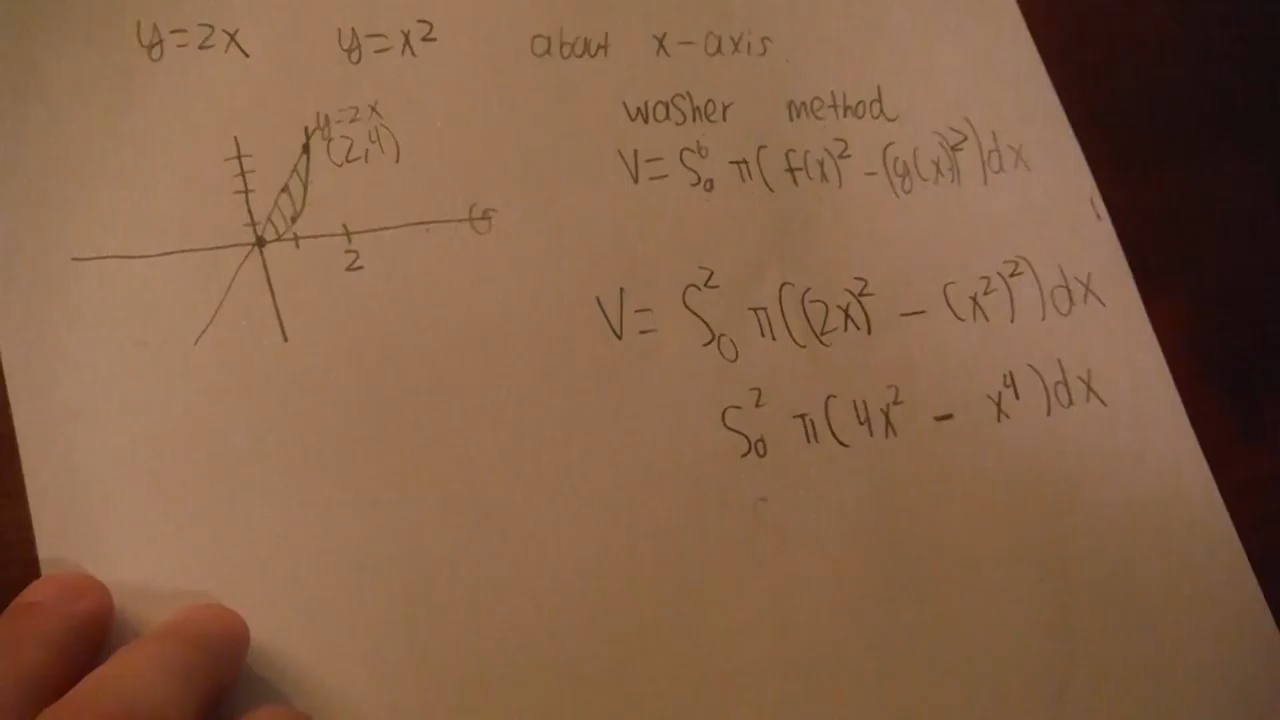 y=2x y=x² about x-axis.
y=2x
(2,4)
2
washer method
V=∫ₐᵇ π(f(x)² -(g(x))²)dx
V= ∫₀² π((2x)² - (x²)²)dx
∫₀² π(4x² - x⁴)dx